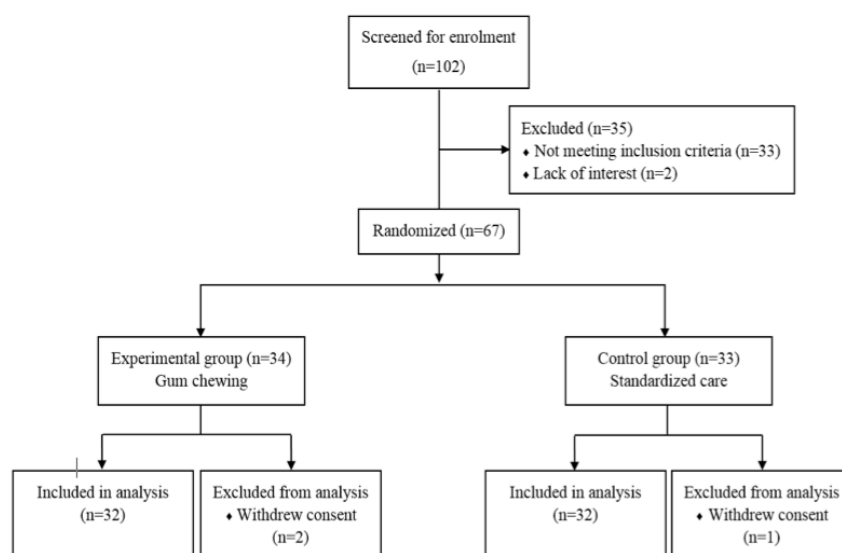 Screened for enrolment
(n=102)
Excluded (n=35)
♦ Not meeting inclusion criteria (n=33)
♦ Lack of interest (n=2)
Randomized (n=67)
Experimental group (n=34)
Gum chewing
Control group (n=33)
Standardized care
Included in analysis
(n=32)
Excluded from analysis
♦ Withdrew consent
(n=2)
Included in analysis
(n=32)
Excluded from analysis
♦ Withdrew consent
(n=1)